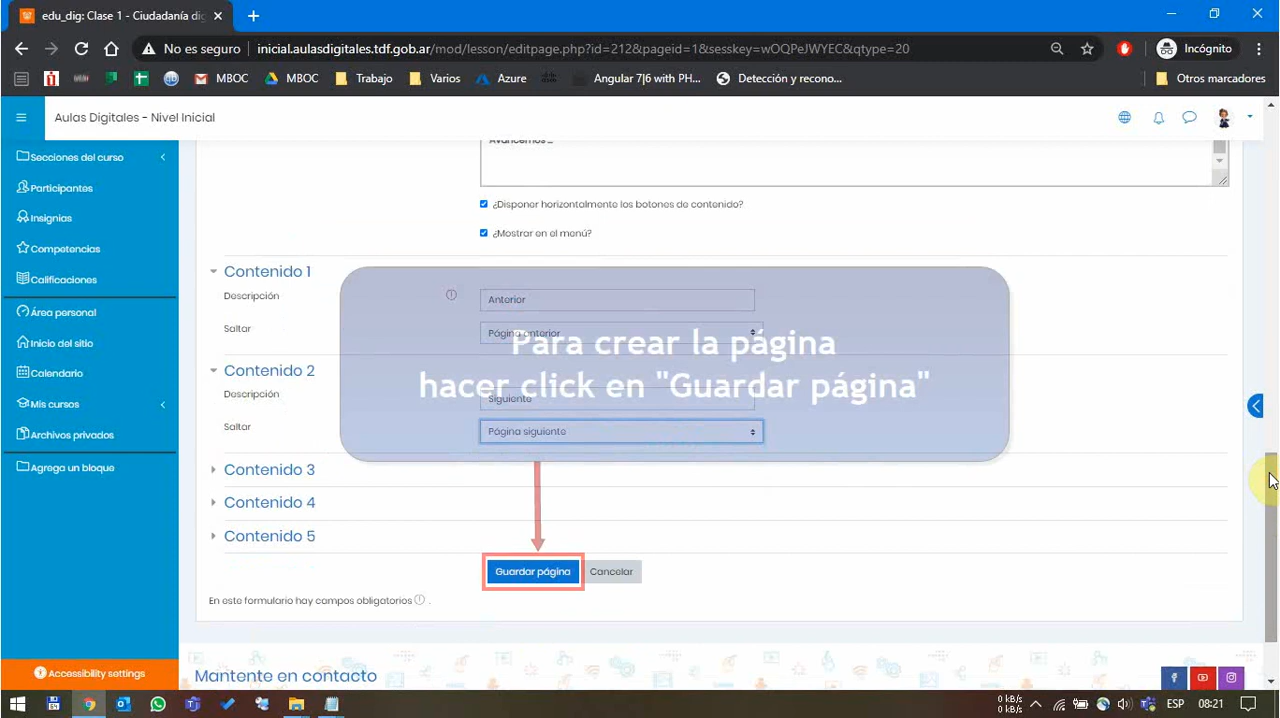 edu_dig: Clase 1 - Ciudadanía dig
No es seguro
inicial.aulasdigitales.tdf.gob.ar/mod/lesson/editpage.php?id=212&pageid=1&sesskey=wOQPeJWYEC&qtype=20
Incógnito
MBOC
MBOC
Trabajo
Varios
Azure
Angular 7|6 with PH...
Detección y recono...
Otros marcadores
Aulas Digitales - Nivel Inicial
Secciones del curso
Participantes
Insignias
Competencias
Calificaciones
Área personal
Inicio del sitio
Calendario
Mis cursos
Archivos privados
Agrega un bloque
Accessibility settings
Avancemos ...
¿Disponer horizontalmente los botones de contenido?
¿Mostrar en el menú?
Contenido 1
Descripción
Anterior
Saltar
Página anterior
Para crear la página
hacer click en "Guardar página"
Contenido 2
Descripción
Siguiente
Saltar
Página siguiente
Contenido 3
Contenido 4
Contenido 5
Guardar página
Cancelar
En este formulario hay campos obligatorios .
Mantente en contacto
0 kB/s
0 kB/s
ESP
08:21